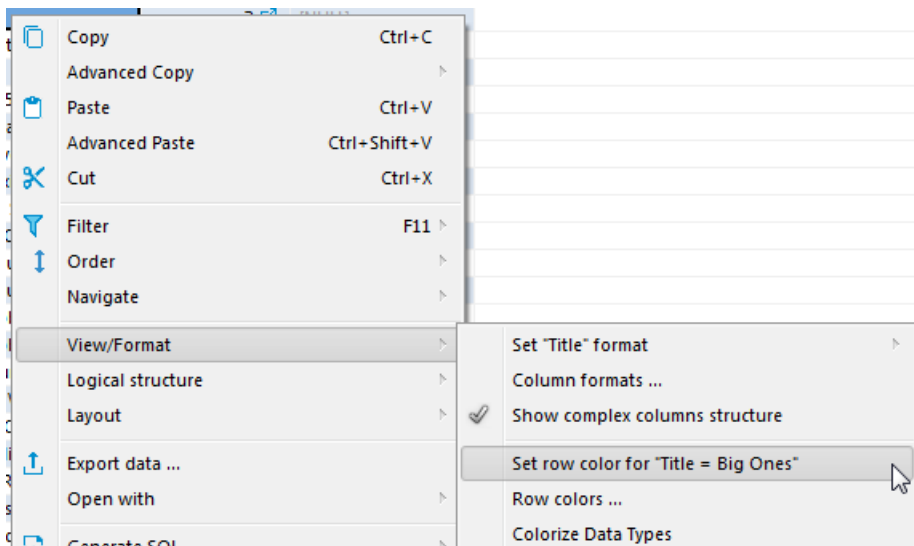 Copy Ctrl+C
Advanced Copy
Paste Ctrl+V
Advanced Paste Ctrl+Shift+V
Cut Ctrl+X
Filter F11
Order
Navigate
View/Format
Logical structure
Layout
Export data ...
Open with
Generate SQL
Set "Title" format
Column formats ...
Show complex columns structure
Set row color for "Title = Big Ones"
Row colors ...
Colorize Data Types